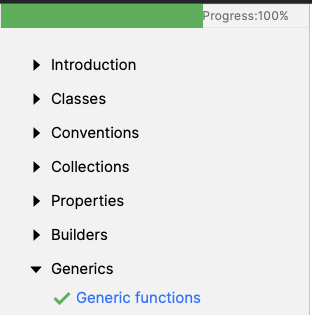 Progress:100%
Introduction
Classes
Conventions
Collections
Properties
Builders
Generics
Generic functions